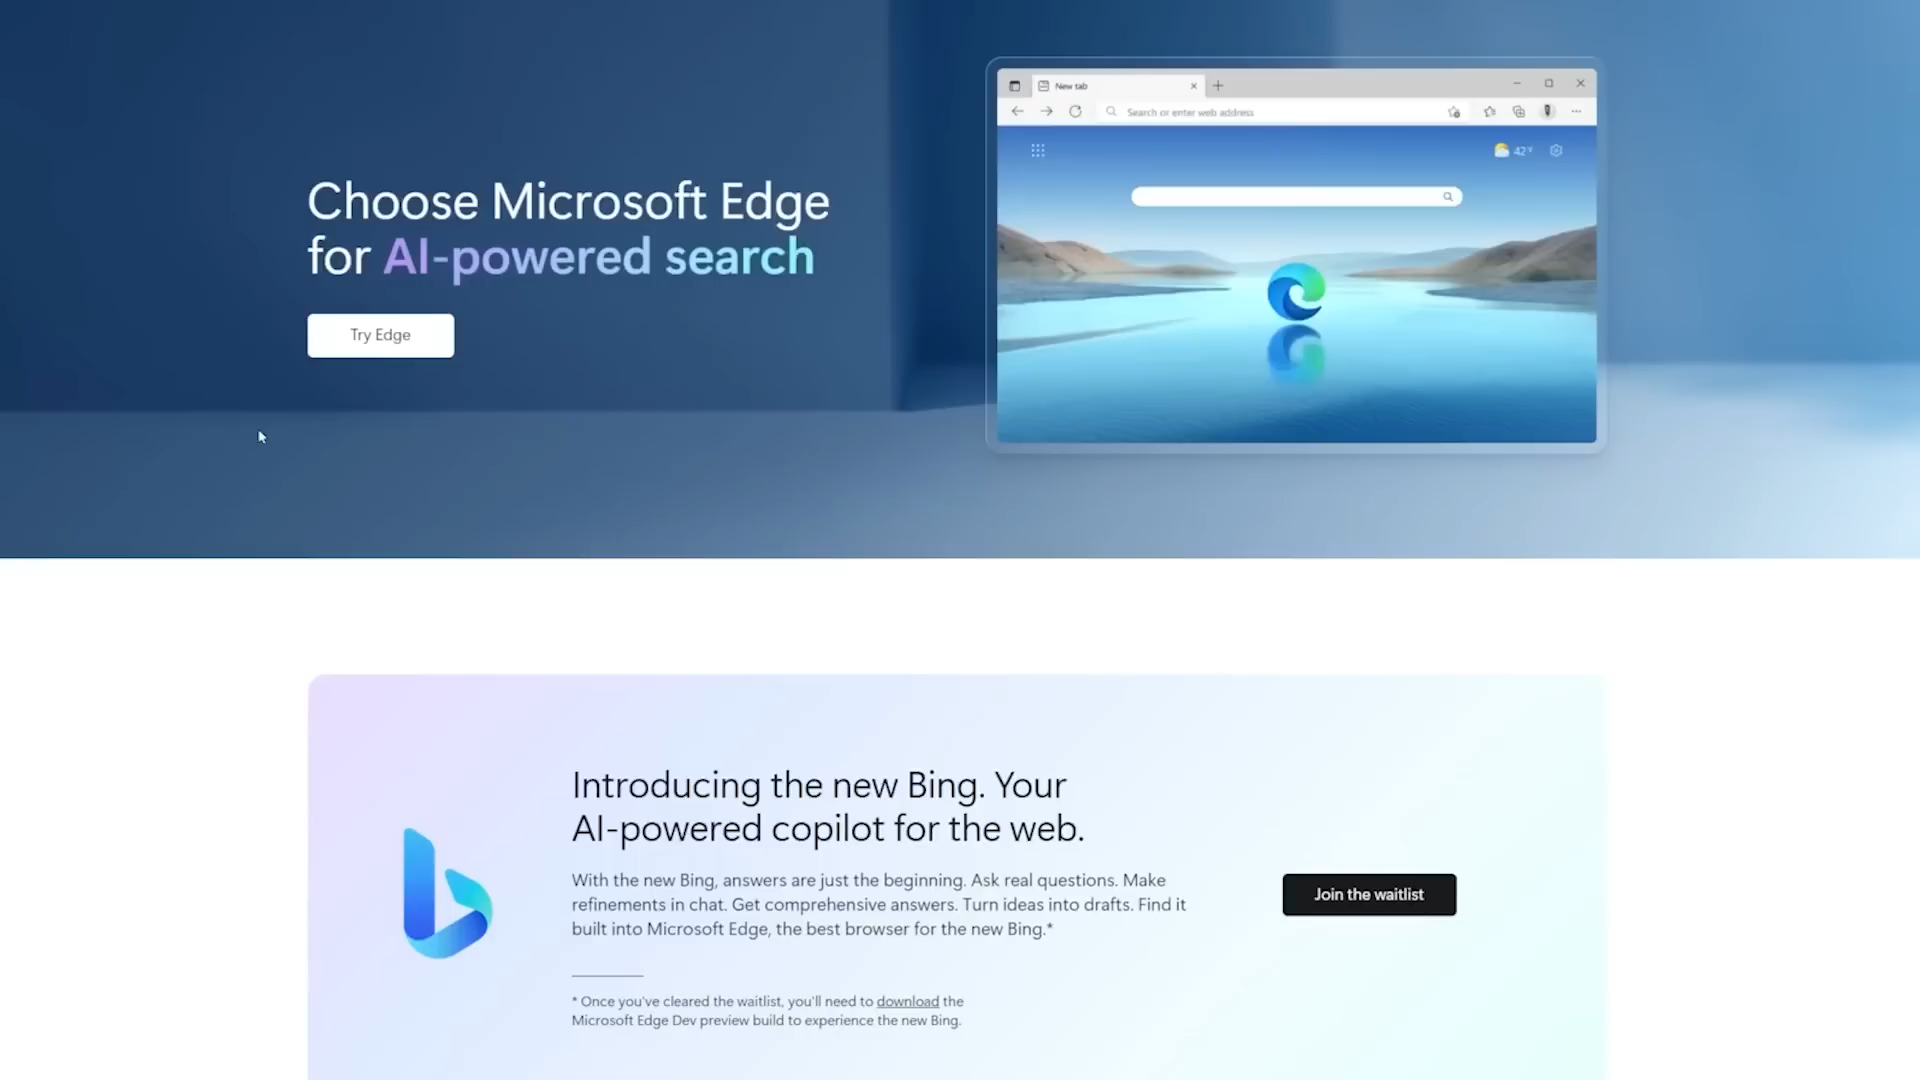 New tab
Search or enter web address
42°F
Choose Microsoft Edge
for AI-powered search
Try Edge
Introducing the new Bing. Your
AI-powered copilot for the web.
With the new Bing, answers are just the beginning. Ask real questions. Make
refinements in chat. Get comprehensive answers. Turn ideas into drafts. Find it
built into Microsoft Edge, the best browser for the new Bing.*
Join the waitlist
* Once you've cleared the waitlist, you'll need to download the
Microsoft Edge Dev preview build to experience the new Bing.